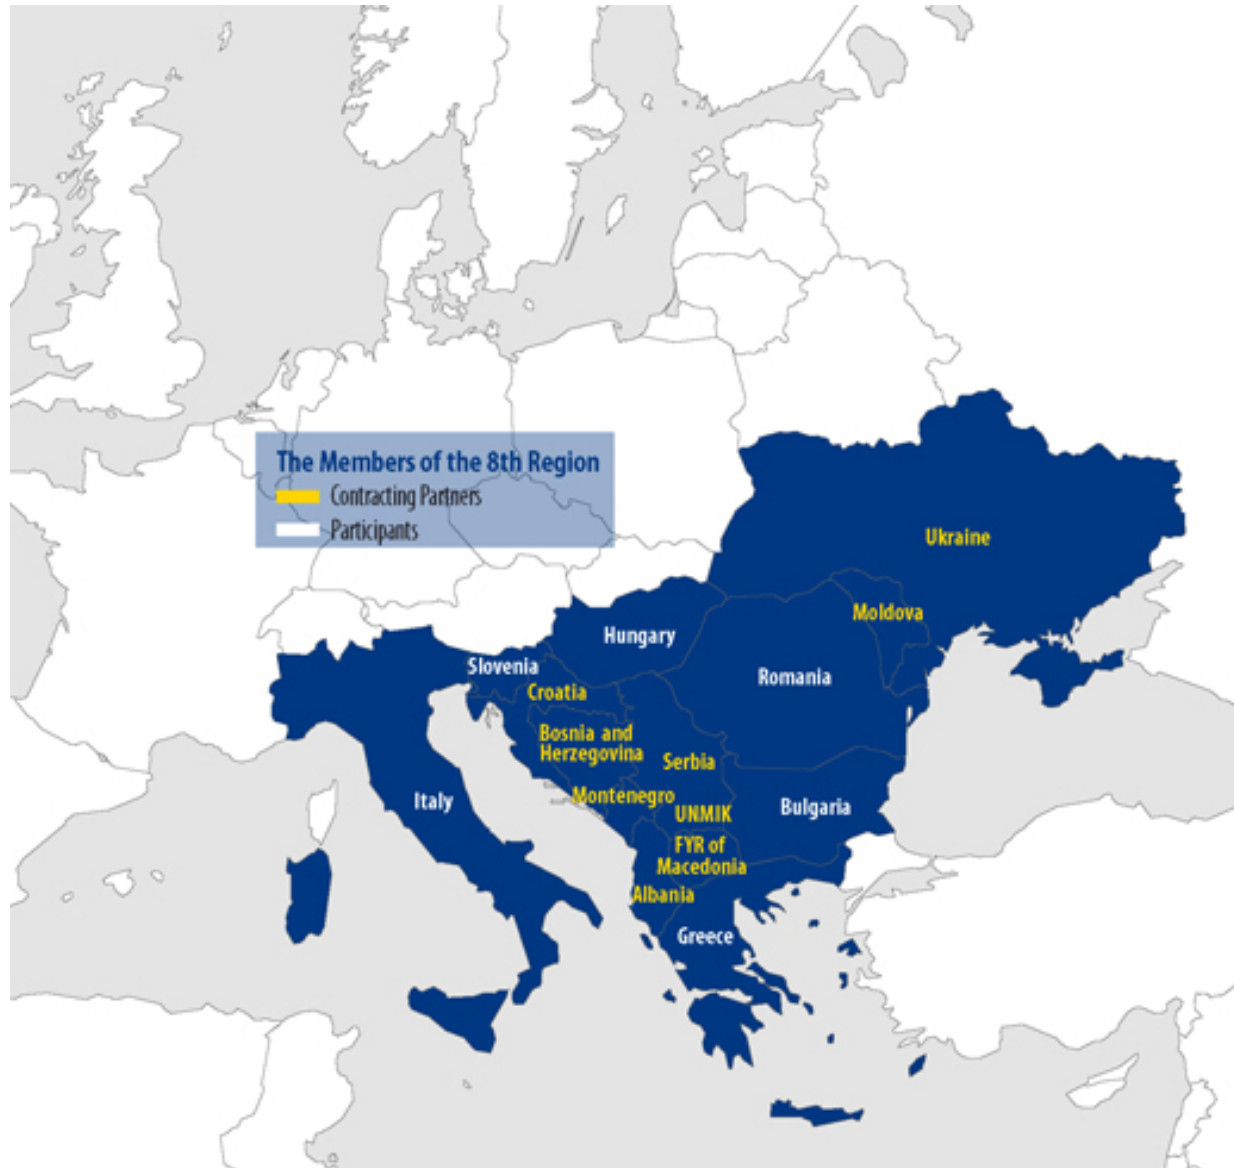 The Members of the 8th Region
Contracting Partners
Participants
Ukraine
Moldova
Hungary
Slovenia
Romania
Croatia
Bosnia and
Herzegovina
Serbia
Montenegro
Italy
UNMIK
Bulgaria
FYR of
Macedonia
Albania
Greece